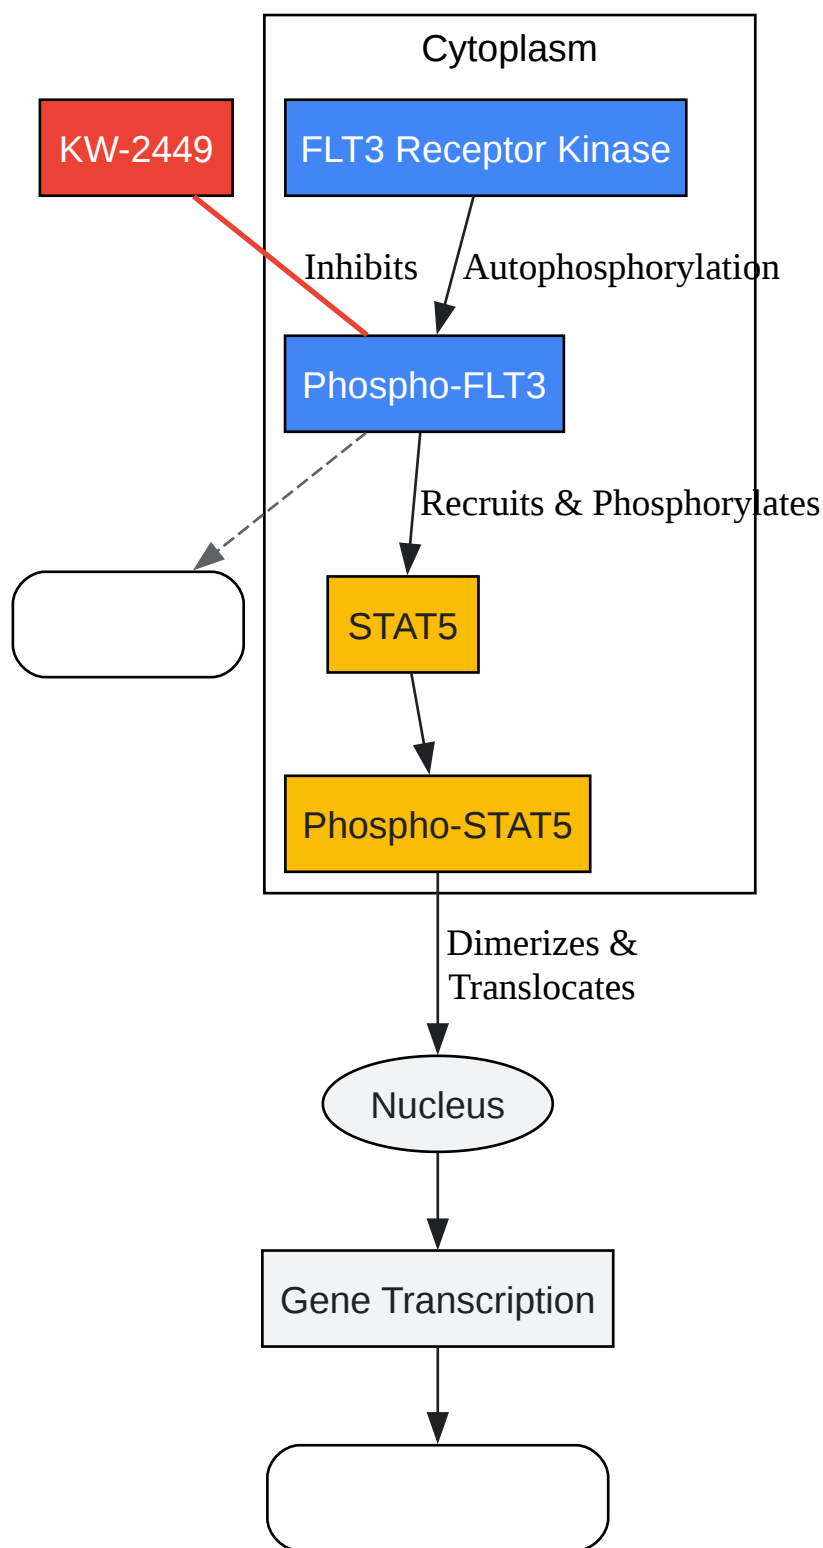 Cytoplasm
KW-2449
FLT3 Receptor Kinase
Inhibits
Autophosphorylation
Phospho-FLT3
Recruits & Phosphorylates
STAT5
Phospho-STAT5
Dimerizes &
Translocates
Nucleus
Gene Transcription